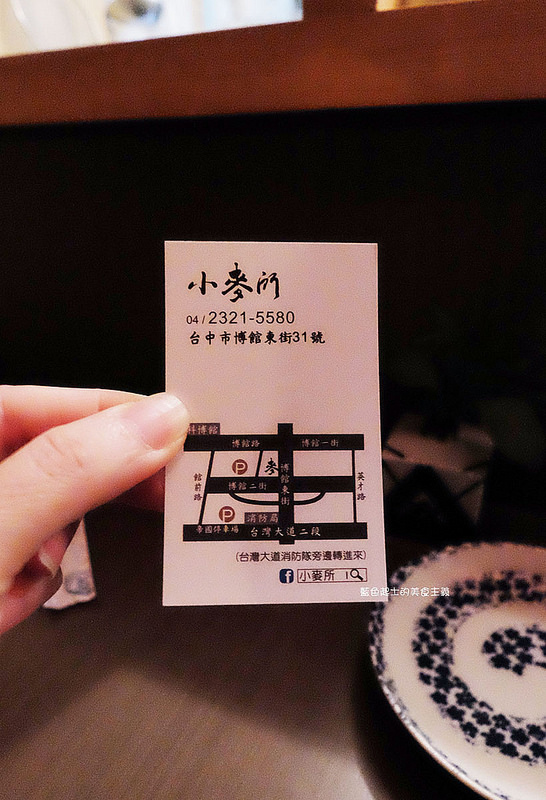 小麥所
04 / 2321-5580
台中市博館東街31號
科博館
博館路
博館一街
館前路
P
麥
博館東街
英才路
博館二街
P
消防局
帝國停車場
台灣大道二段
(台灣大道消防隊旁邊轉進來)
f 小麥所
藍色起士的美食主義